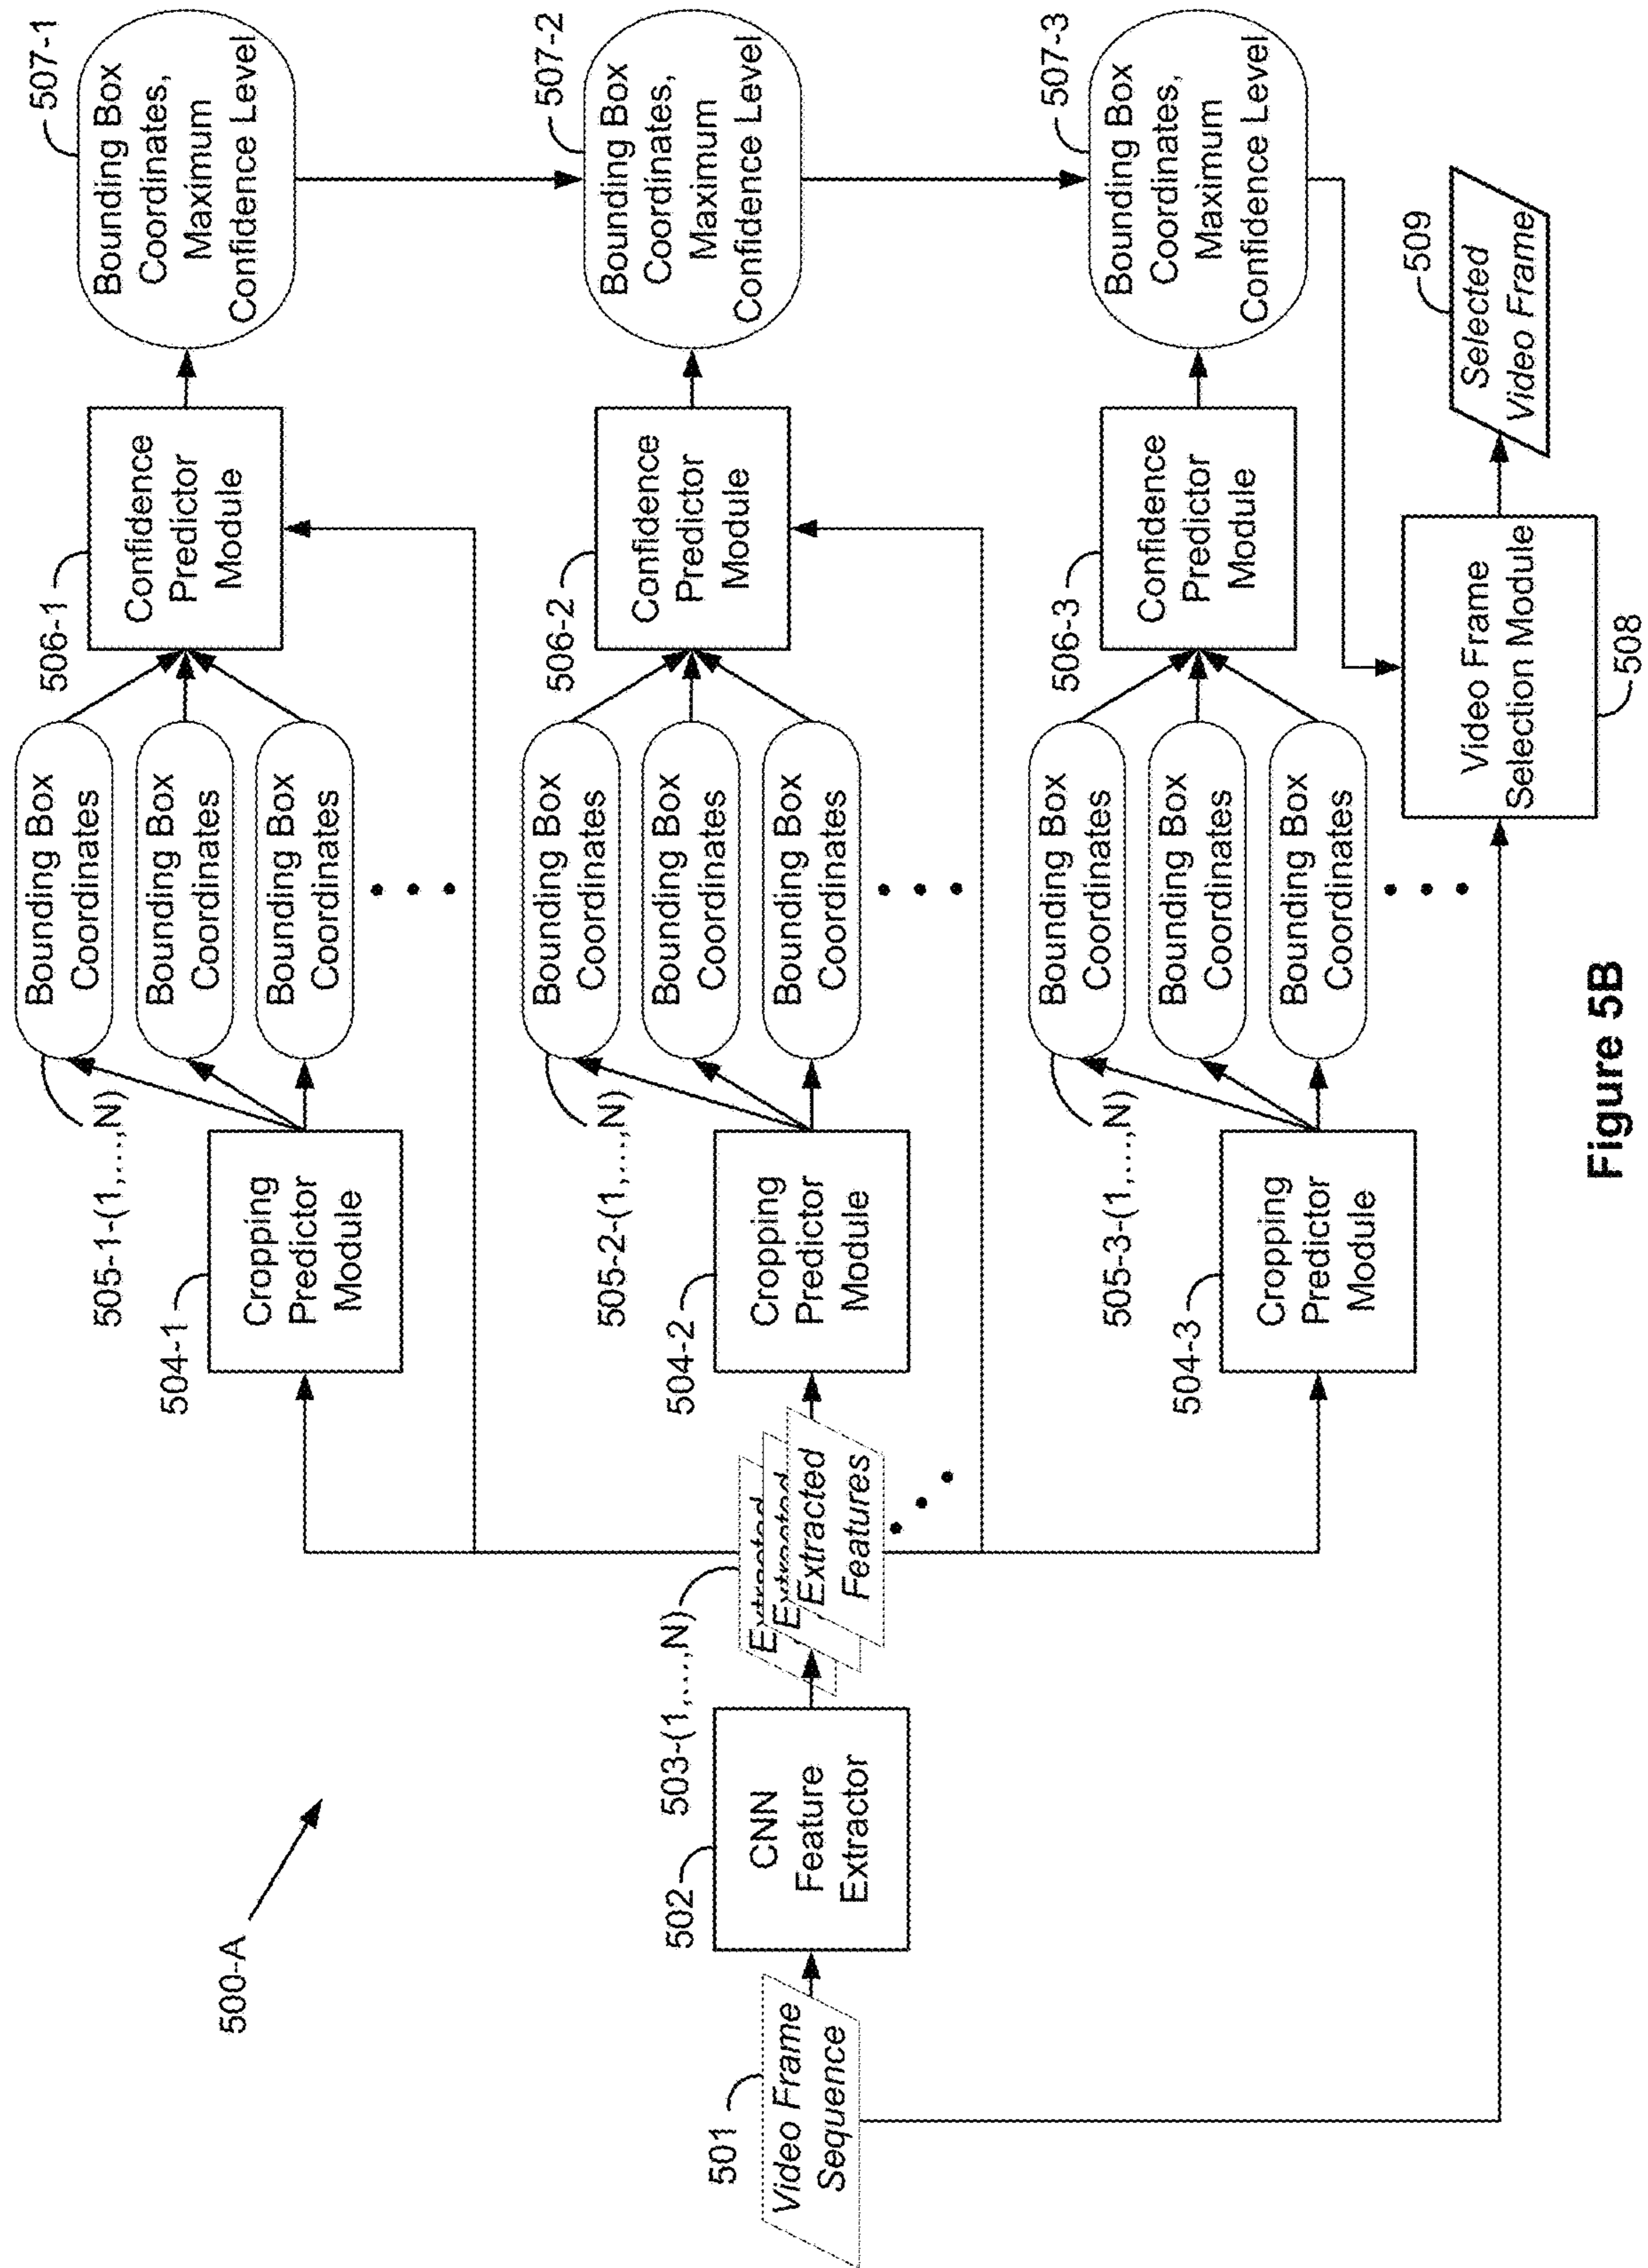 500-A
501
Video Frame
Sequence
502
CNN
Feature
Extractor
503-(1,...,N)
Extracted
Extracted
Extracted
Features
504-1
Cropping
Predictor
Module
505-1-(1,...,N)
Bounding Box
Coordinates
Bounding Box
Coordinates
Bounding Box
Coordinates
506-1
Confidence
Predictor
Module
507-1
Bounding Box
Coordinates,
Maximum
Confidence Level
504-2
Cropping
Predictor
Module
505-2-(1,...,N)
Bounding Box
Coordinates
Bounding Box
Coordinates
Bounding Box
Coordinates
506-2
Confidence
Predictor
Module
507-2
Bounding Box
Coordinates,
Maximum
Confidence Level
504-3
Cropping
Predictor
Module
505-3-(1,...,N)
Bounding Box
Coordinates
Bounding Box
Coordinates
Bounding Box
Coordinates
506-3
Confidence
Predictor
Module
507-3
Bounding Box
Coordinates,
Maximum
Confidence Level
Video Frame
Selection Module
508
509
Selected
Video Frame
Figure 5B